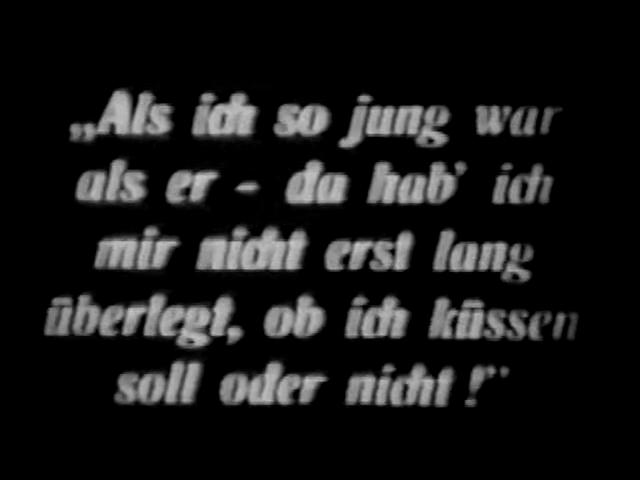 „Als ich so jung war
als er - da hab' ich
mir nicht erst lang
überlegt, ob ich küssen
soll oder nicht!"